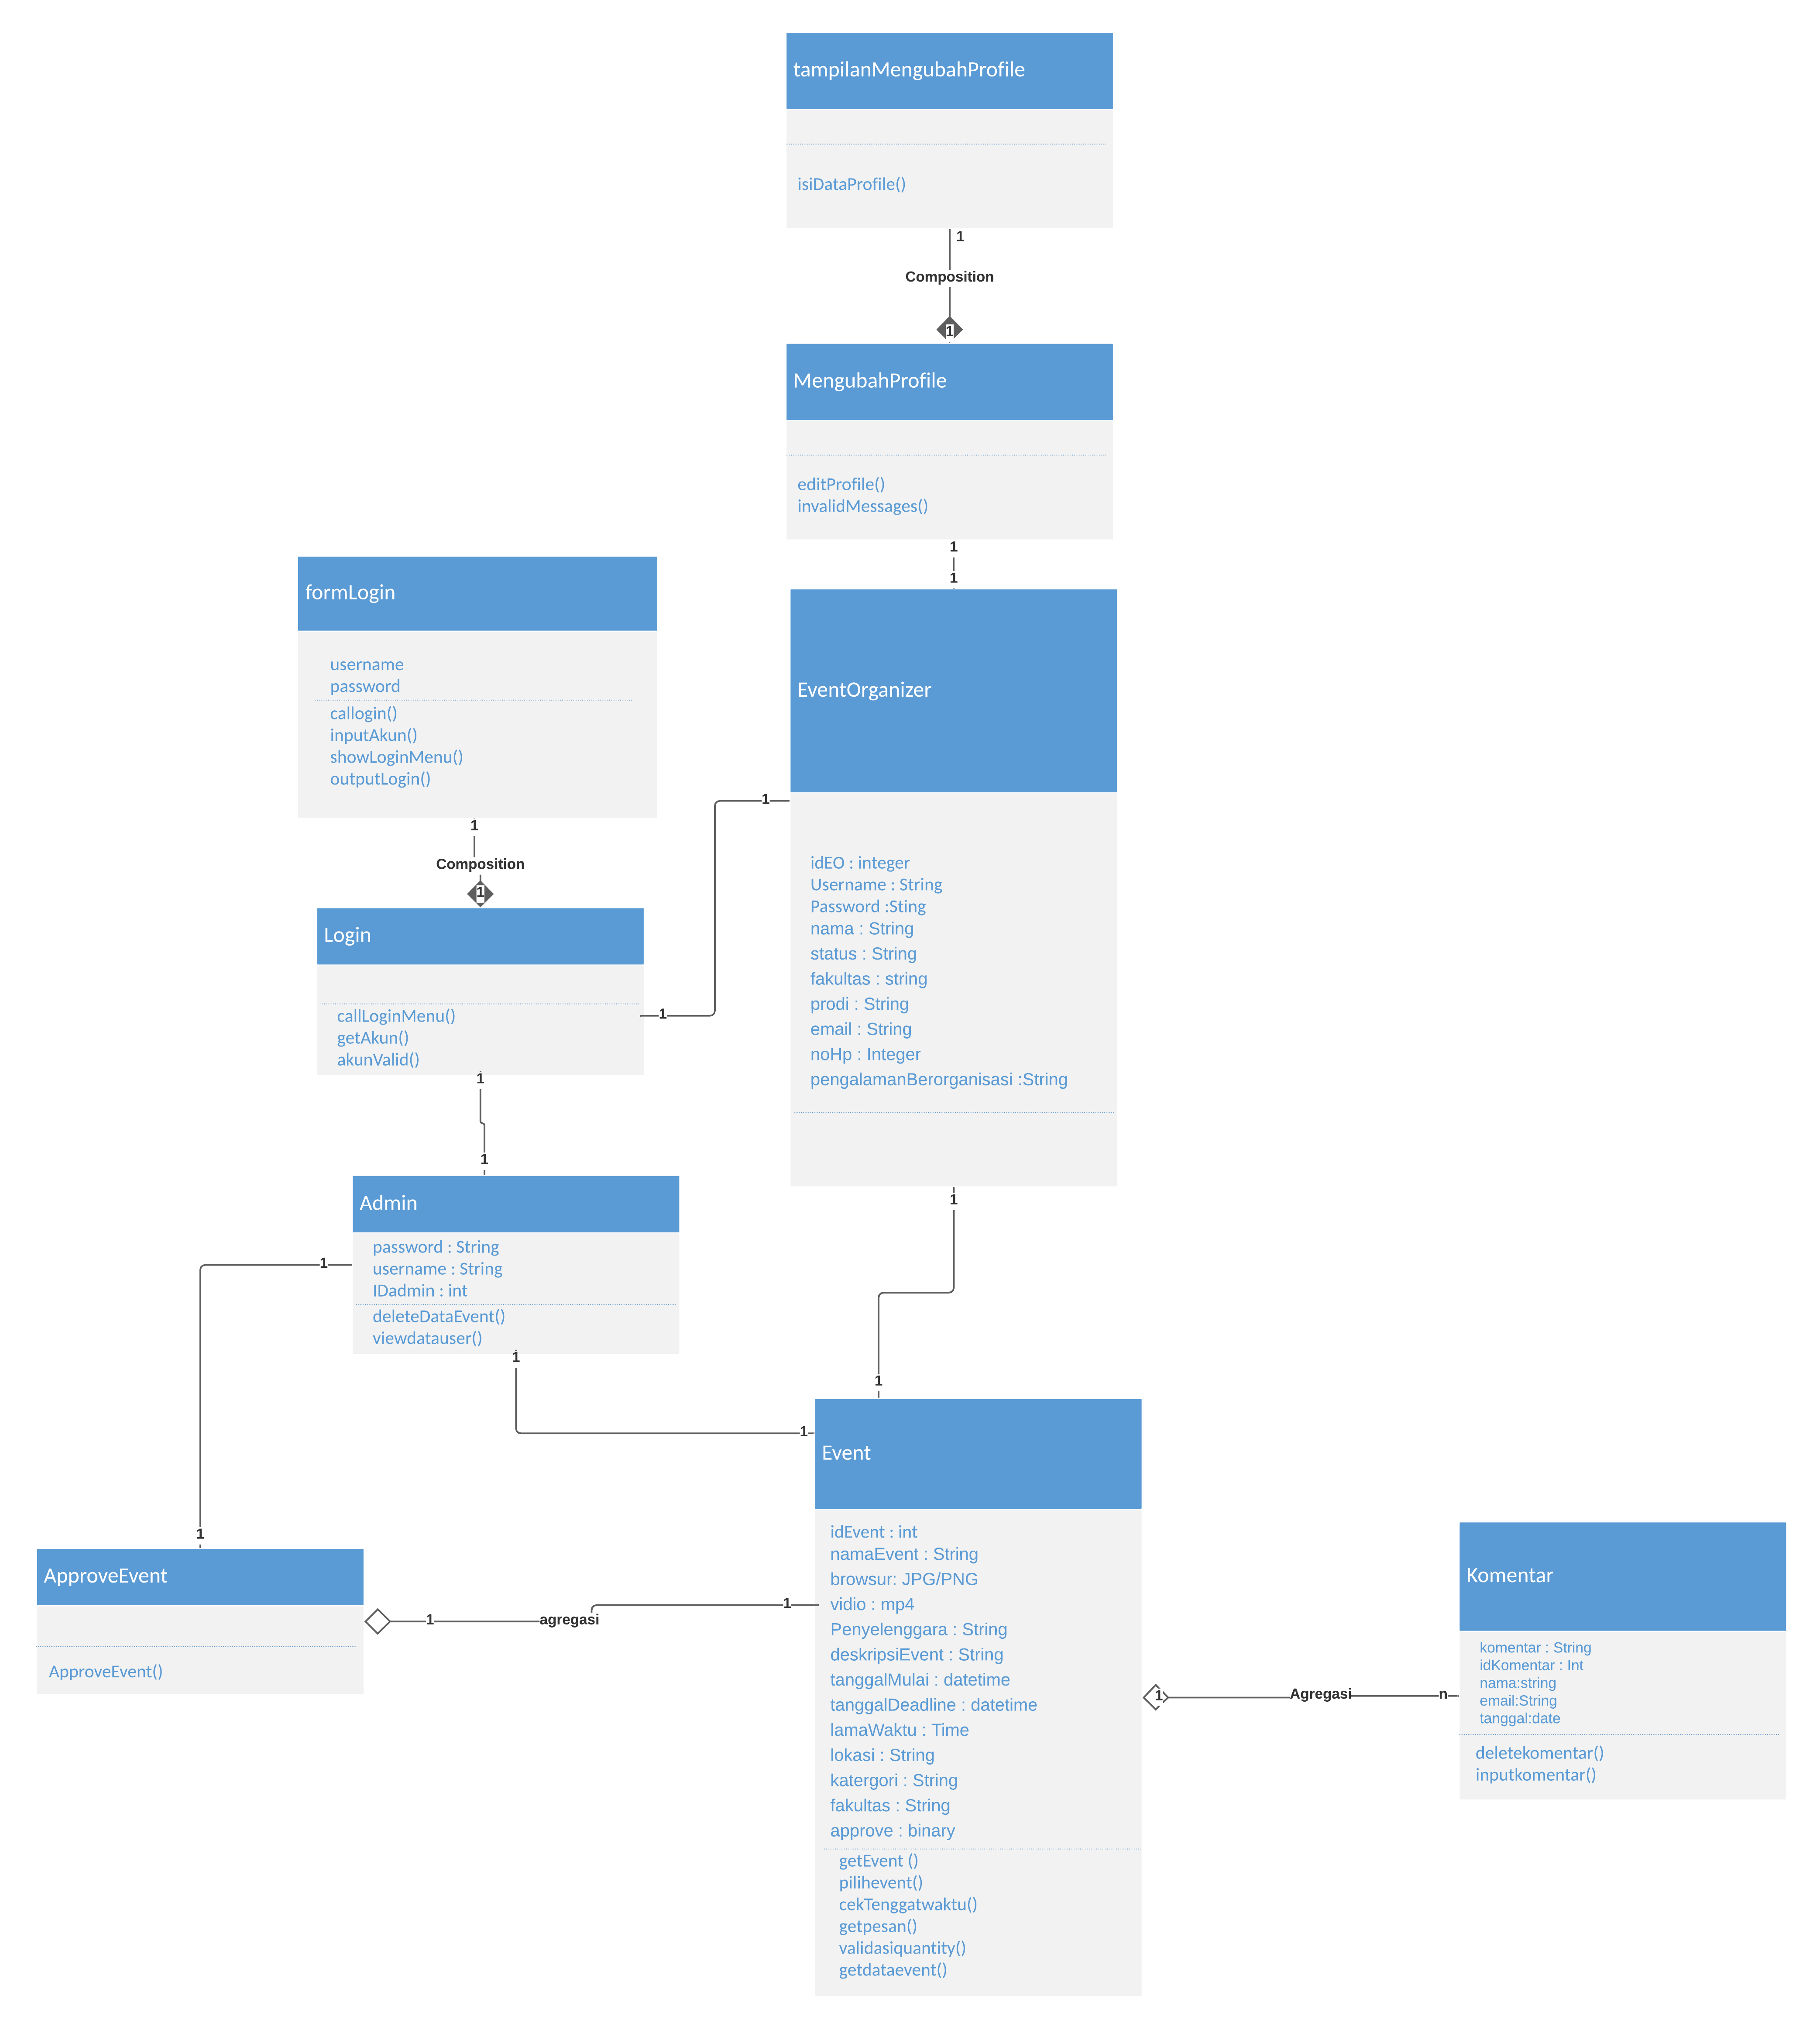 tampilanMengubahProfile
isiDataProfile()
1
Composition
1
MengubahProfile
editProfile()
invalidMessages()
1
1
formLogin
username
password
callogin()
inputAkun()
showLoginMenu()
outputLogin()
1
Composition
1
Login
callLoginMenu()
getAkun()
akunValid()
1
1
EventOrganizer
idEO : integer
Username : String
Password :Sting
nama : String
status : String
fakultas : string
prodi : String
email : String
noHp : Integer
pengalamanBerorganisasi :String
1
1
1
1
Admin
password : String
username : String
IDadmin : int
deleteDataEvent()
viewdatauser()
1
1
1
1
ApproveEvent
ApproveEvent()
1
agregasi
1
Event
idEvent : int
namaEvent : String
browsur: JPG/PNG
vidio : mp4
Penyelenggara : String
deskripsiEvent : String
tanggalMulai : datetime
tanggalDeadline : datetime
lamaWaktu : Time
lokasi : String
katergori : String
fakultas : String
approve : binary
getEvent ()
pilihevent()
cekTenggatwaktu()
getpesan()
validasiquantity()
getdataevent()
1
Agregasi
n
Komentar
komentar : String
idKomentar : Int
nama:string
email:String
tanggal:date
deletekomentar()
inputkomentar()